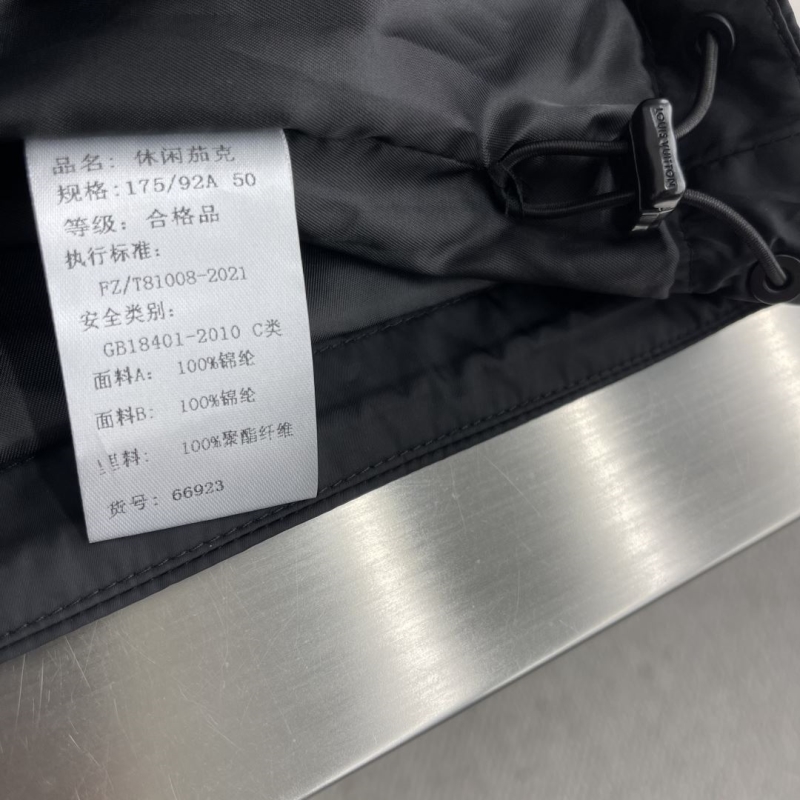 品名: 休闲茄克
规格:175/92A 50
等级: 合格品
执行标准:
FZ/T81008-2021
安全类别:
GB18401-2010 C类
面料A: 100%锦纶
面料B: 100%锦纶
里料: 100%聚酯纤维
货号: 66923
LOUIS VUITTON